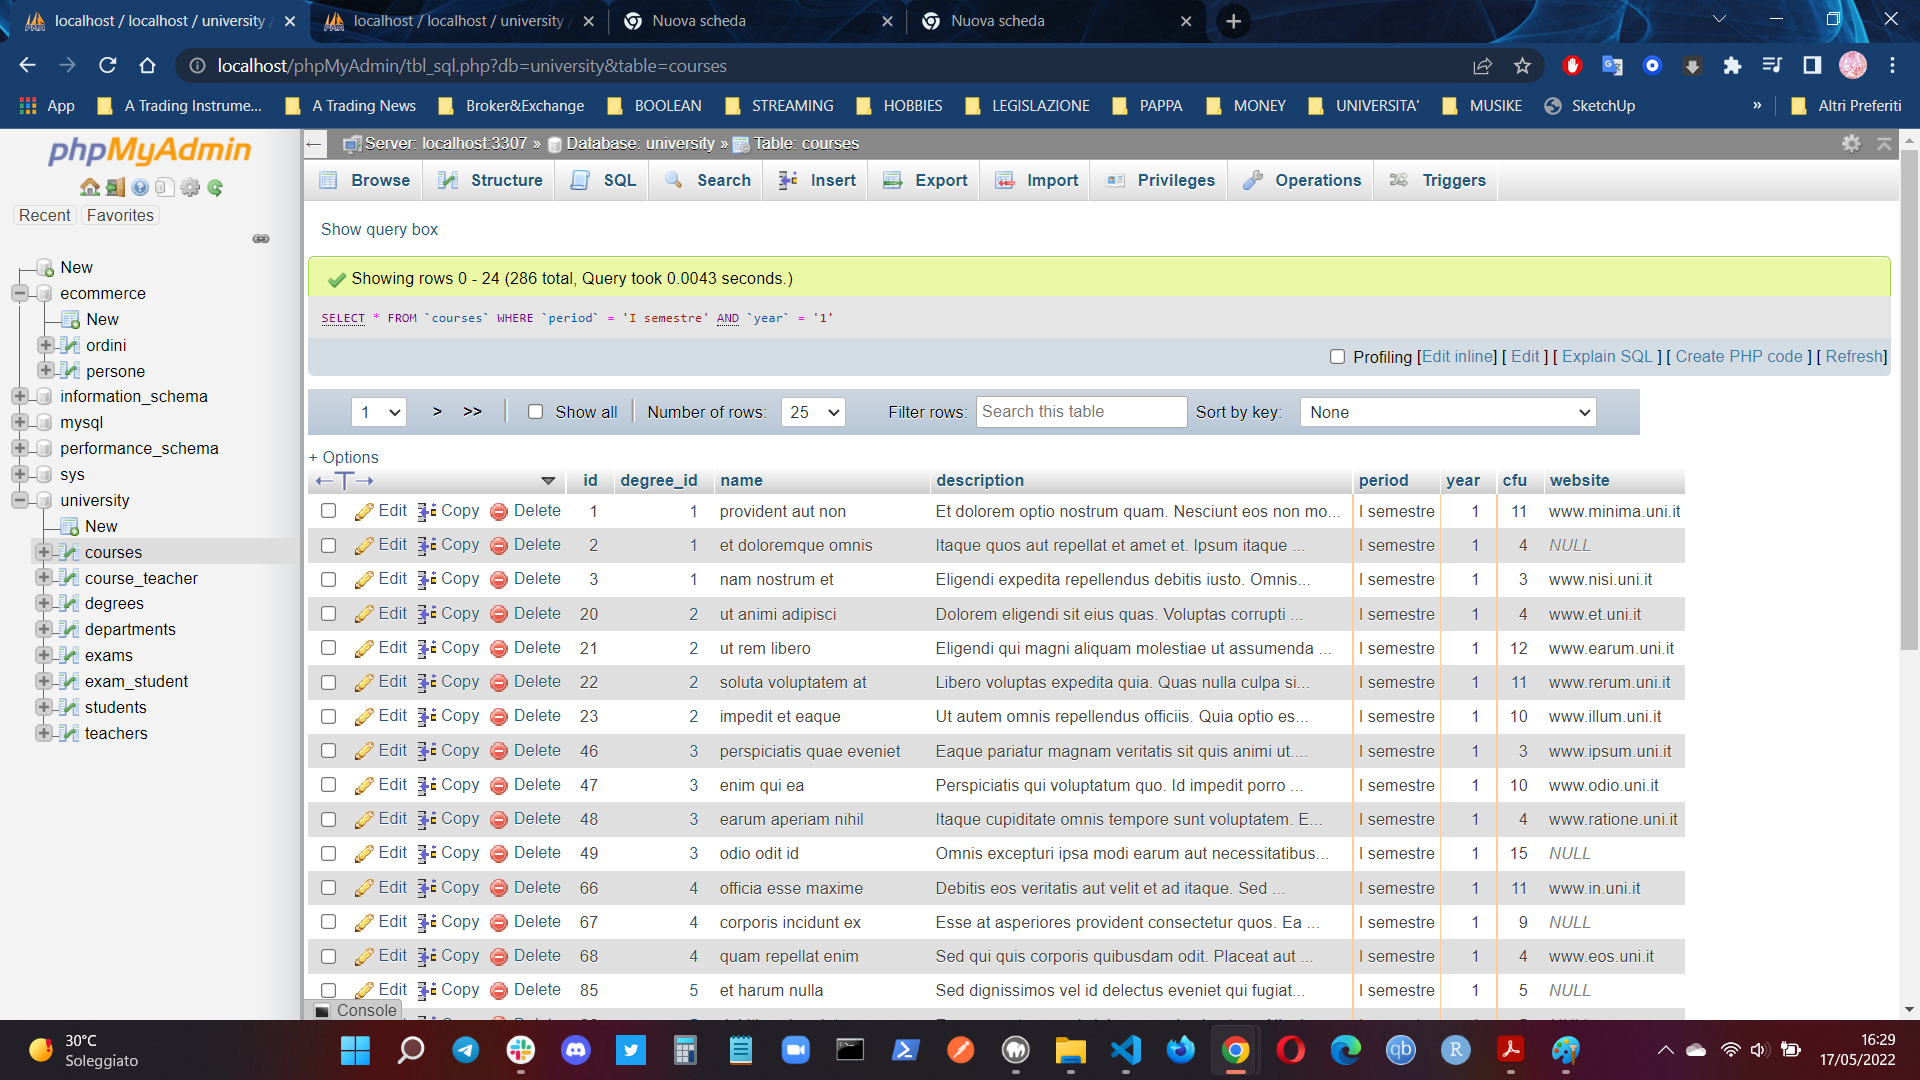 localhost / localhost / university /
localhost / localhost / university /
Nuova scheda
Nuova scheda
localhost/phpMyAdmin/tbl_sql.php?db=university&table=courses
App
A Trading Instrume...
A Trading News
Broker&Exchange
BOOLEAN
STREAMING
HOBBIES
LEGISLAZIONE
PAPPA
MONEY
UNIVERSITA'
MUSIKE
SketchUp
»
Altri Preferiti
phpMyAdmin
Recent Favorites
New
ecommerce
New
ordini
persone
information_schema
mysql
performance_schema
sys
university
New
courses
course_teacher
degrees
departments
exams
exam_student
students
teachers
Server: localhost:3307 » Database: university » Table: courses
Browse Structure SQL Search Insert Export Import Privileges Operations Triggers
Show query box
Showing rows 0 - 24 (286 total, Query took 0.0043 seconds.)
SELECT * FROM `courses` WHERE `period` = 'I semestre' AND `year` = '1'
Profiling [Edit inline] [ Edit ] [ Explain SQL ] [ Create PHP code ] [ Refresh]
1 > >> Show all Number of rows: 25 Filter rows: Search this table Sort by key: None
+ Options
id degree_id name description period year cfu website
Edit Copy Delete 1 1 provident aut non Et dolorem optio nostrum quam. Nesciunt eos non mo... I semestre 1 11 www.minima.uni.it
Edit Copy Delete 2 1 et doloremque omnis Itaque quos aut repellat et amet et. Ipsum itaque ... I semestre 1 4 NULL
Edit Copy Delete 3 1 nam nostrum et Eligendi expedita repellendus debitis iusto. Omnis... I semestre 1 3 www.nisi.uni.it
Edit Copy Delete 20 2 ut animi adipisci Dolorem eligendi sit eius quas. Voluptas corrupti ... I semestre 1 4 www.et.uni.it
Edit Copy Delete 21 2 ut rem libero Eligendi qui magni aliquam molestiae ut assumenda ... I semestre 1 12 www.earum.uni.it
Edit Copy Delete 22 2 soluta voluptatem at Libero voluptas expedita quia. Quas nulla culpa si... I semestre 1 11 www.rerum.uni.it
Edit Copy Delete 23 2 impedit et eaque Ut autem omnis repellendus officiis. Quia optio es... I semestre 1 10 www.illum.uni.it
Edit Copy Delete 46 3 perspiciatis quae eveniet Eaque pariatur magnam veritatis sit quis animi ut.... I semestre 1 3 www.ipsum.uni.it
Edit Copy Delete 47 3 enim qui ea Perspiciatis qui voluptatum quo. Id impedit porro ... I semestre 1 10 www.odio.uni.it
Edit Copy Delete 48 3 earum aperiam nihil Itaque cupiditate omnis tempore sunt voluptatem. E... I semestre 1 4 www.ratione.uni.it
Edit Copy Delete 49 3 odio odit id Omnis excepturi ipsa modi earum aut necessitatibus... I semestre 1 15 NULL
Edit Copy Delete 66 4 officia esse maxime Debitis eos veritatis aut velit et ad itaque. Sed ... I semestre 1 11 www.in.uni.it
Edit Copy Delete 67 4 corporis incidunt ex Esse at asperiores provident consectetur quos. Ea ... I semestre 1 9 NULL
Edit Copy Delete 68 4 quam repellat enim Sed qui quis corporis quibusdam odit. Placeat aut ... I semestre 1 4 www.eos.uni.it
Edit Copy Delete 85 5 et harum nulla Sed dignissimos vel id delectus eveniet qui fugiat... I semestre 1 5 NULL
Console
30°C
Soleggiato
16:29
17/05/2022